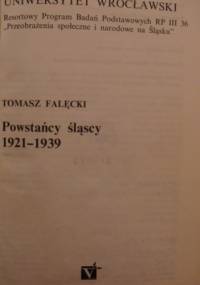 UNIWERSYTET WROCŁAWSKI
Resortowy Program Badań Podstawowych RP III 36
„Przeobrażenia społeczne i narodowe na Śląsku”
TOMASZ FALĘCKI
Powstańcy śląscy
1921–1939
V